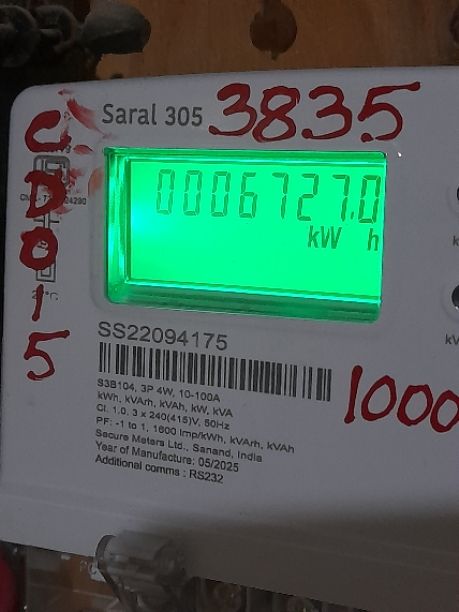 Saral 305 3835
C
D
0
1
5
0006727.0
kW h
SS22094175
S3B104, 3P 4W, 10-100A
kWh, kVArh, kVAh, kW, kVA
Cl. 1.0, 3 x 240(415)V, 50Hz
PF: -1 to 1, 1600 Imp/kWh, kVArh, kVAh
Secure Meters Ltd., Sanand, India
Year of Manufacture: 05/2025
Additional comms : RS232
1000